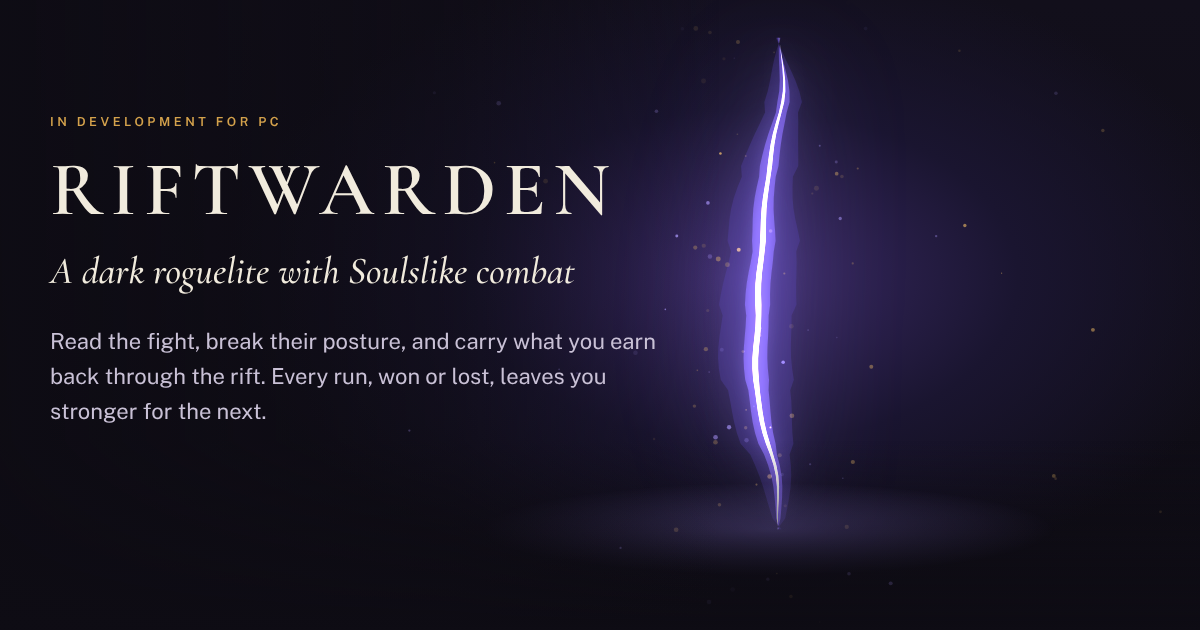 IN DEVELOPMENT FOR PC
RIFTWARDEN
A dark roguelite with Soulslike combat
Read the fight, break their posture, and carry what you earn
back through the rift. Every run, won or lost, leaves you
stronger for the next.